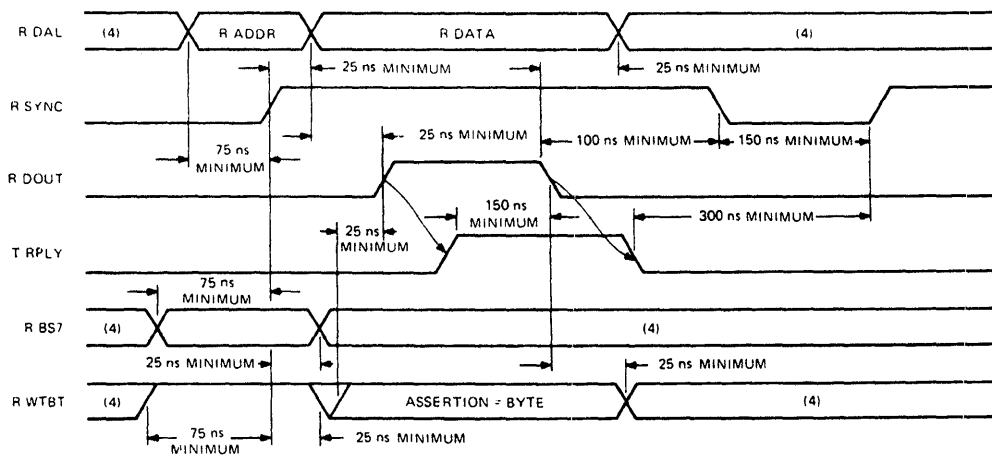 R DAL (4) R ADDR R DATA (4)
25 ns MINIMUM 25 ns MINIMUM
R SYNC
75 ns MINIMUM 25 ns MINIMUM 100 ns MINIMUM 150 ns MINIMUM
R DOUT
25 ns MINIMUM 150 ns MINIMUM 300 ns MINIMUM
T RPLY
75 ns MINIMUM
R BS7 (4) (4)
25 ns MINIMUM 25 ns MINIMUM
R WTBT (4) ASSERTION = BYTE (4)
75 ns MINIMUM 25 ns MINIMUM